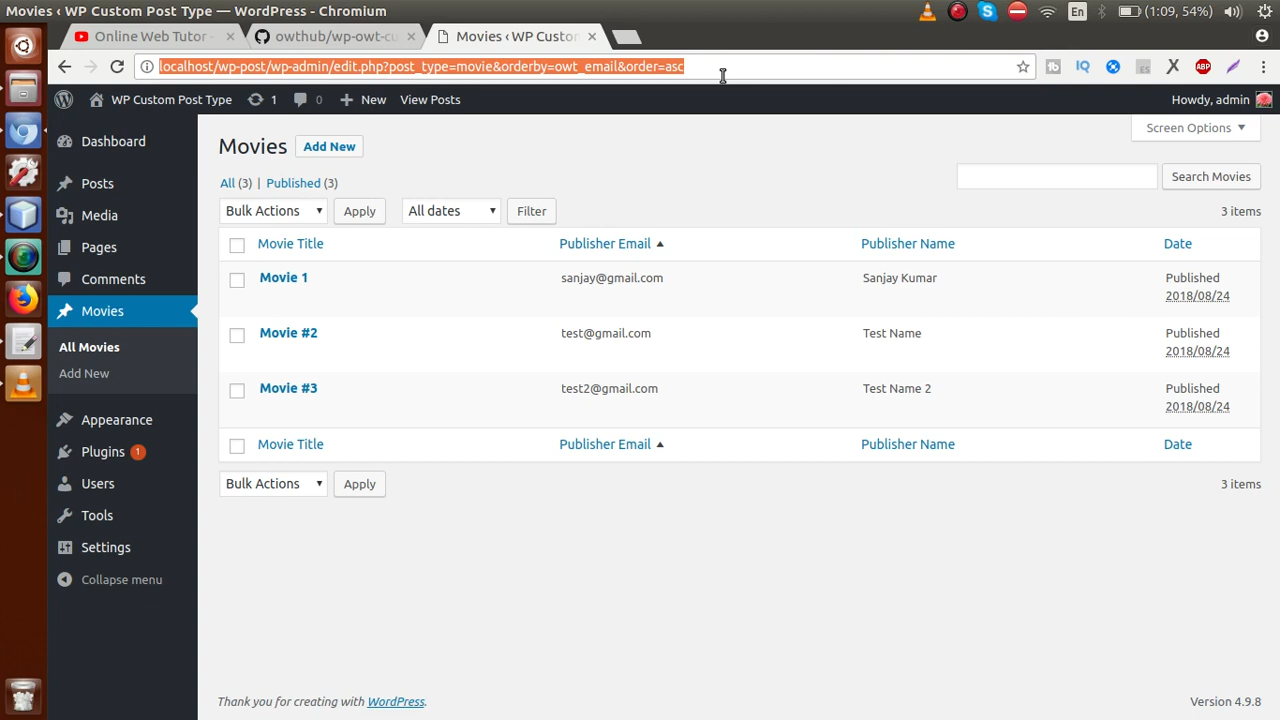 Movies ‹ WP Custom Post Type — WordPress - Chromium
En
(1:09, 54%)
Online Web Tutor -
owthub/wp-owt-cu
Movies ‹ WP Custo
localhost/wp-post/wp-admin/edit.php?post_type=movie&orderby=owt_email&order=asc
IQ
ABP
WP Custom Post Type
1
0
New
View Posts
Howdy, admin
Screen Options
Dashboard
Posts
Media
Pages
Comments
Movies
All Movies
Add New
Appearance
Plugins 1
Users
Tools
Settings
Collapse menu
Movies Add New
All (3) | Published (3)
Search Movies
Bulk Actions Apply All dates Filter 3 items
Movie Title Publisher Email Publisher Name Date
Movie 1 sanjay@gmail.com Sanjay Kumar Published
2018/08/24
Movie #2 test@gmail.com Test Name Published
2018/08/24
Movie #3 test2@gmail.com Test Name 2 Published
2018/08/24
Movie Title Publisher Email Publisher Name Date
Bulk Actions Apply 3 items
Thank you for creating with WordPress. Version 4.9.8